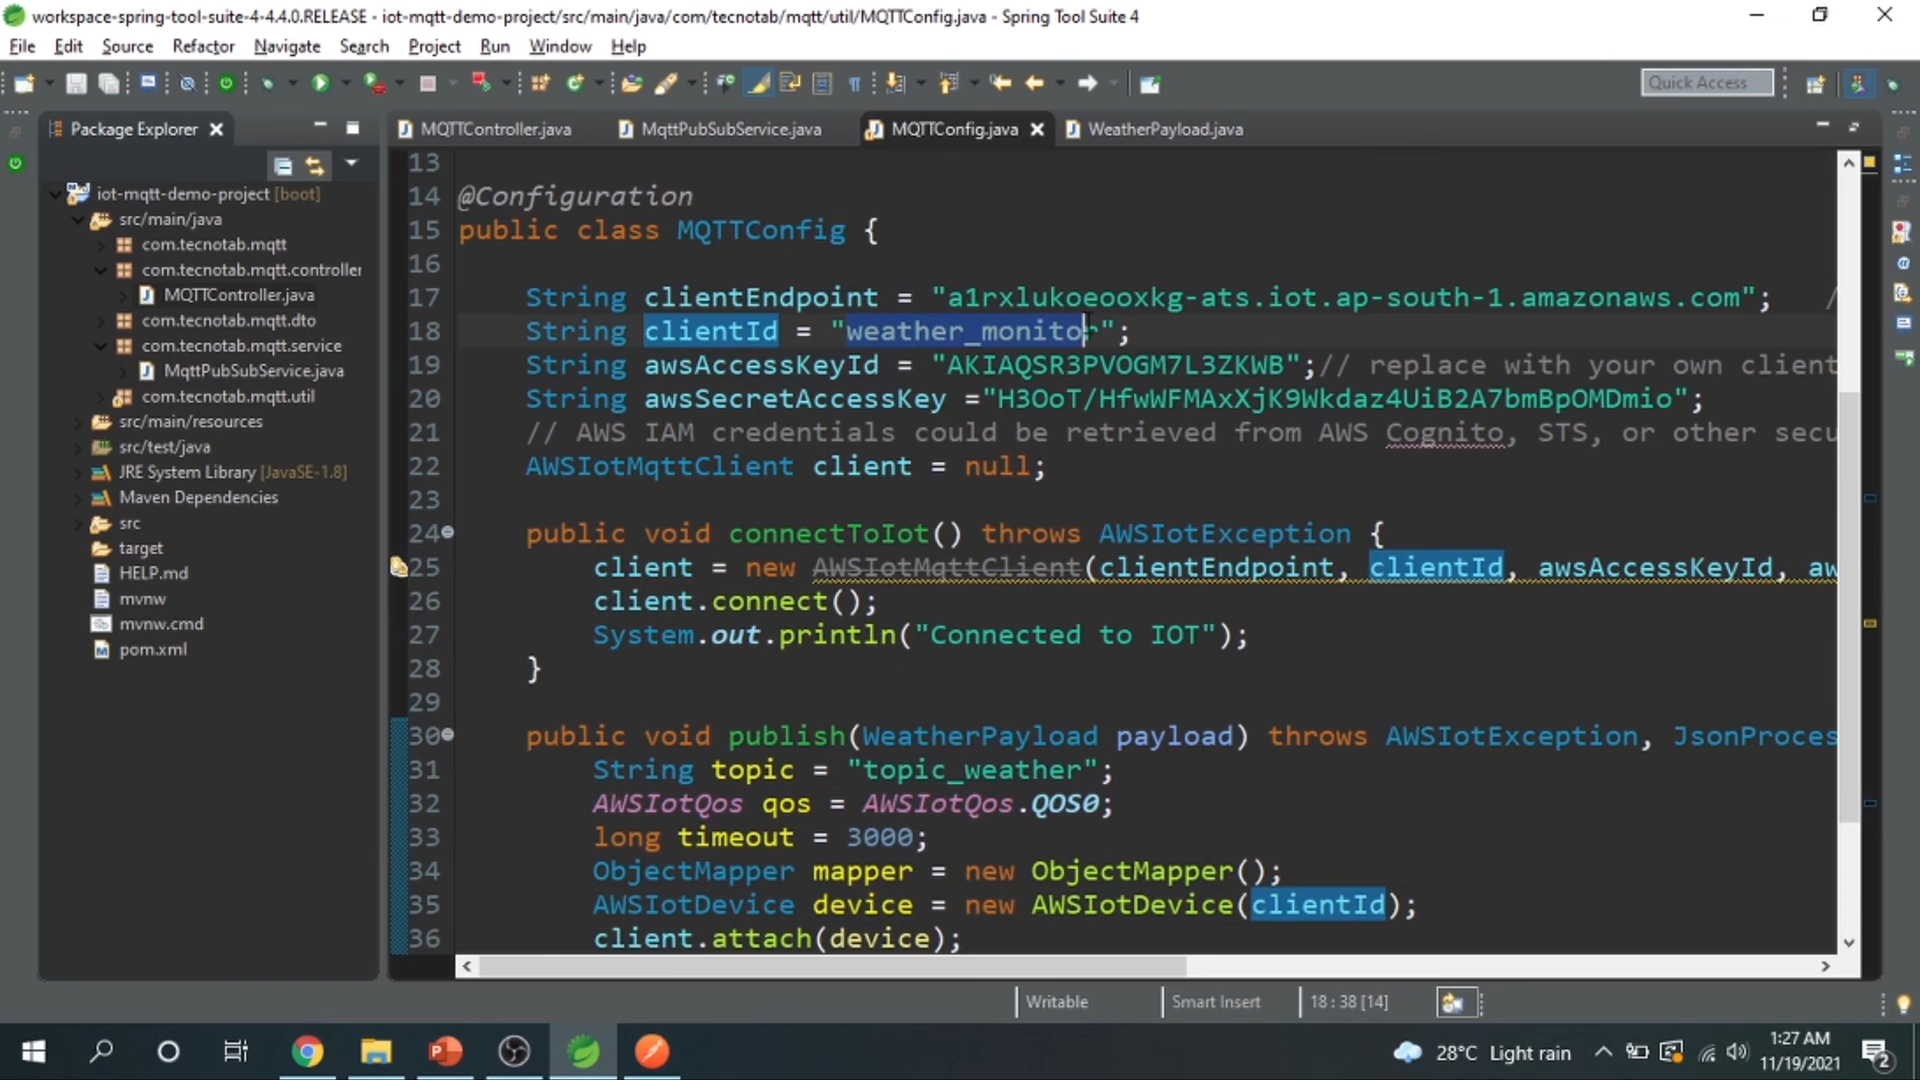 workspace-spring-tool-suite-4-4.4.0.RELEASE - iot-mqtt-demo-project/src/main/java/com/tecnotab/mqtt/util/MQTTConfig.java - Spring Tool Suite 4
File Edit Source Refactor Navigate Search Project Run Window Help
Quick Access
Package Explorer
MQTTController.java MqttPubSubService.java MQTTConfig.java WeatherPayload.java
iot-mqtt-demo-project [boot]
src/main/java
com.tecnotab.mqtt
com.tecnotab.mqtt.controller
MQTTController.java
com.tecnotab.mqtt.dto
com.tecnotab.mqtt.service
MqttPubSubService.java
com.tecnotab.mqtt.util
src/main/resources
src/test/java
JRE System Library [JavaSE-1.8]
Maven Dependencies
src
target
HELP.md
mvnw
mvnw.cmd
pom.xml
13
14 @Configuration
15 public class MQTTConfig {
16
17 String clientEndpoint = "a1rxlukoeooxkg-ats.iot.ap-south-1.amazonaws.com"; /
18 String clientId = "weather_monitor";
19 String awsAccessKeyId = "AKIAQSR3PVOGM7L3ZKWB";// replace with your own client
20 String awsSecretAccessKey ="H3OoT/HfwWFMAxXjK9Wkdaz4UiB2A7bmBpOMDmio";
21 // AWS IAM credentials could be retrieved from AWS Cognito, STS, or other secu
22 AWSIotMqttClient client = null;
23
24 public void connectToIot() throws AWSIotException {
25 client = new AWSIotMqttClient(clientEndpoint, clientId, awsAccessKeyId, aw
26 client.connect();
27 System.out.println("Connected to IOT");
28 }
29
30 public void publish(WeatherPayload payload) throws AWSIotException, JsonProces
31 String topic = "topic_weather";
32 AWSIotQos qos = AWSIotQos.QOS0;
33 long timeout = 3000;
34 ObjectMapper mapper = new ObjectMapper();
35 AWSIotDevice device = new AWSIotDevice(clientId);
36 client.attach(device);
Writable Smart Insert 18 : 38 [14]
28°C Light rain
1:27 AM
11/19/2021
2